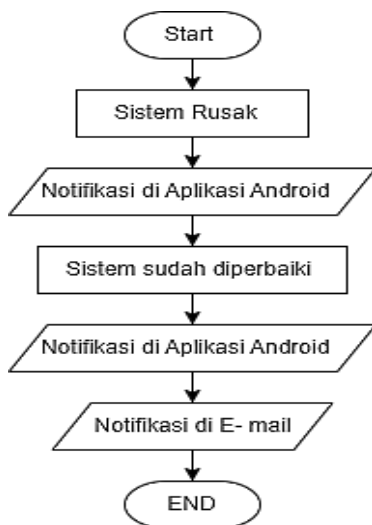 Start
Sistem Rusak
Notifikasi di Aplikasi Android
Sistem sudah diperbaiki
Notifikasi di Aplikasi Android
Notifikasi di E- mail
END